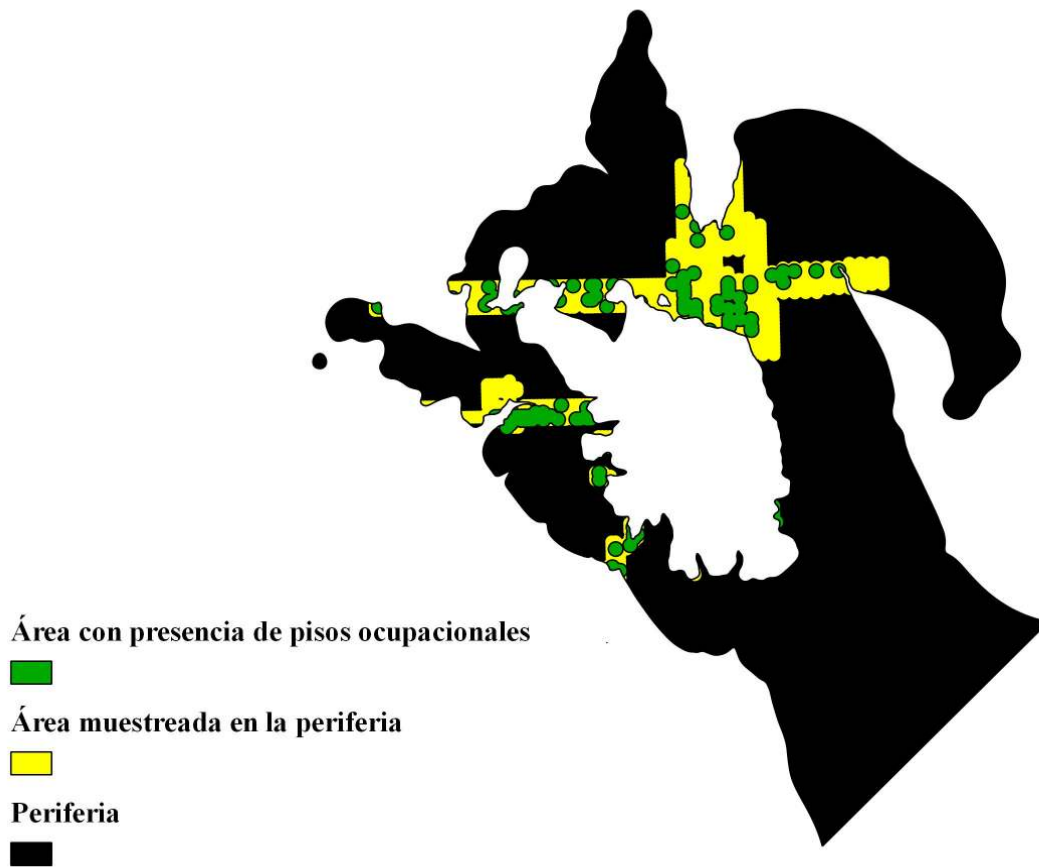 Área con presencia de pisos ocupacionales
Área muestreada en la periferia
Periferia